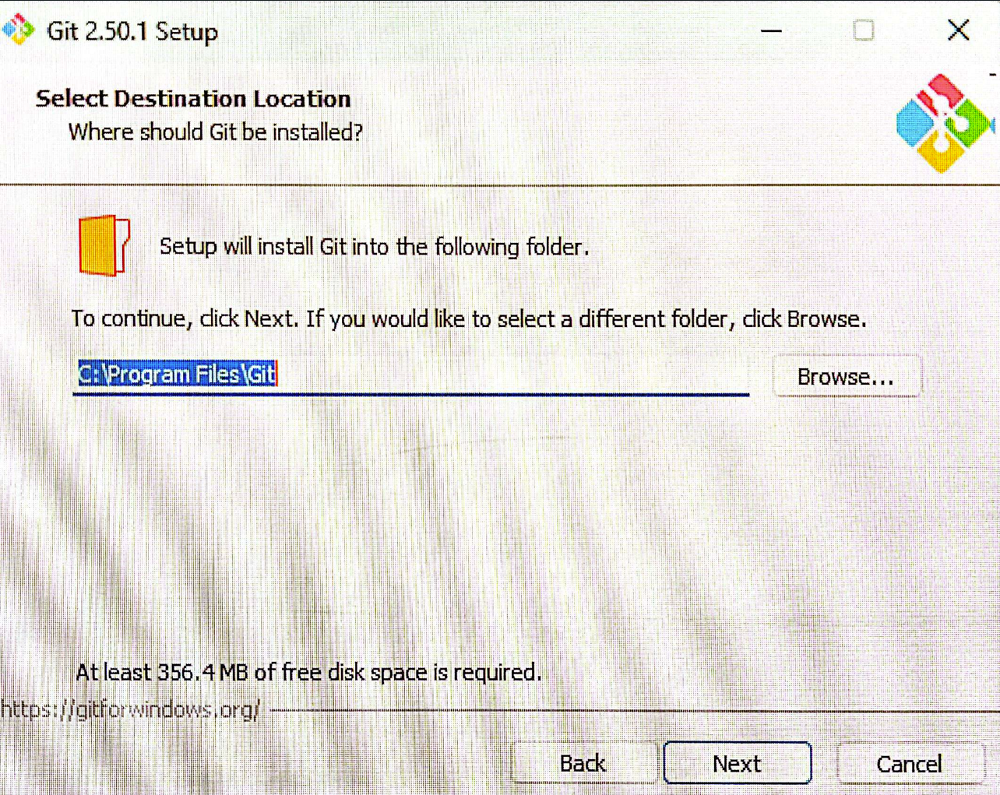 Git 2.50.1 Setup
Select Destination Location
Where should Git be installed?
Setup will install Git into the following folder.
To continue, click Next. If you would like to select a different folder, click Browse.
C:\Program Files\Git
Browse...
At least 356.4 MB of free disk space is required.
https://gitforwindows.org/
Back
Next
Cancel